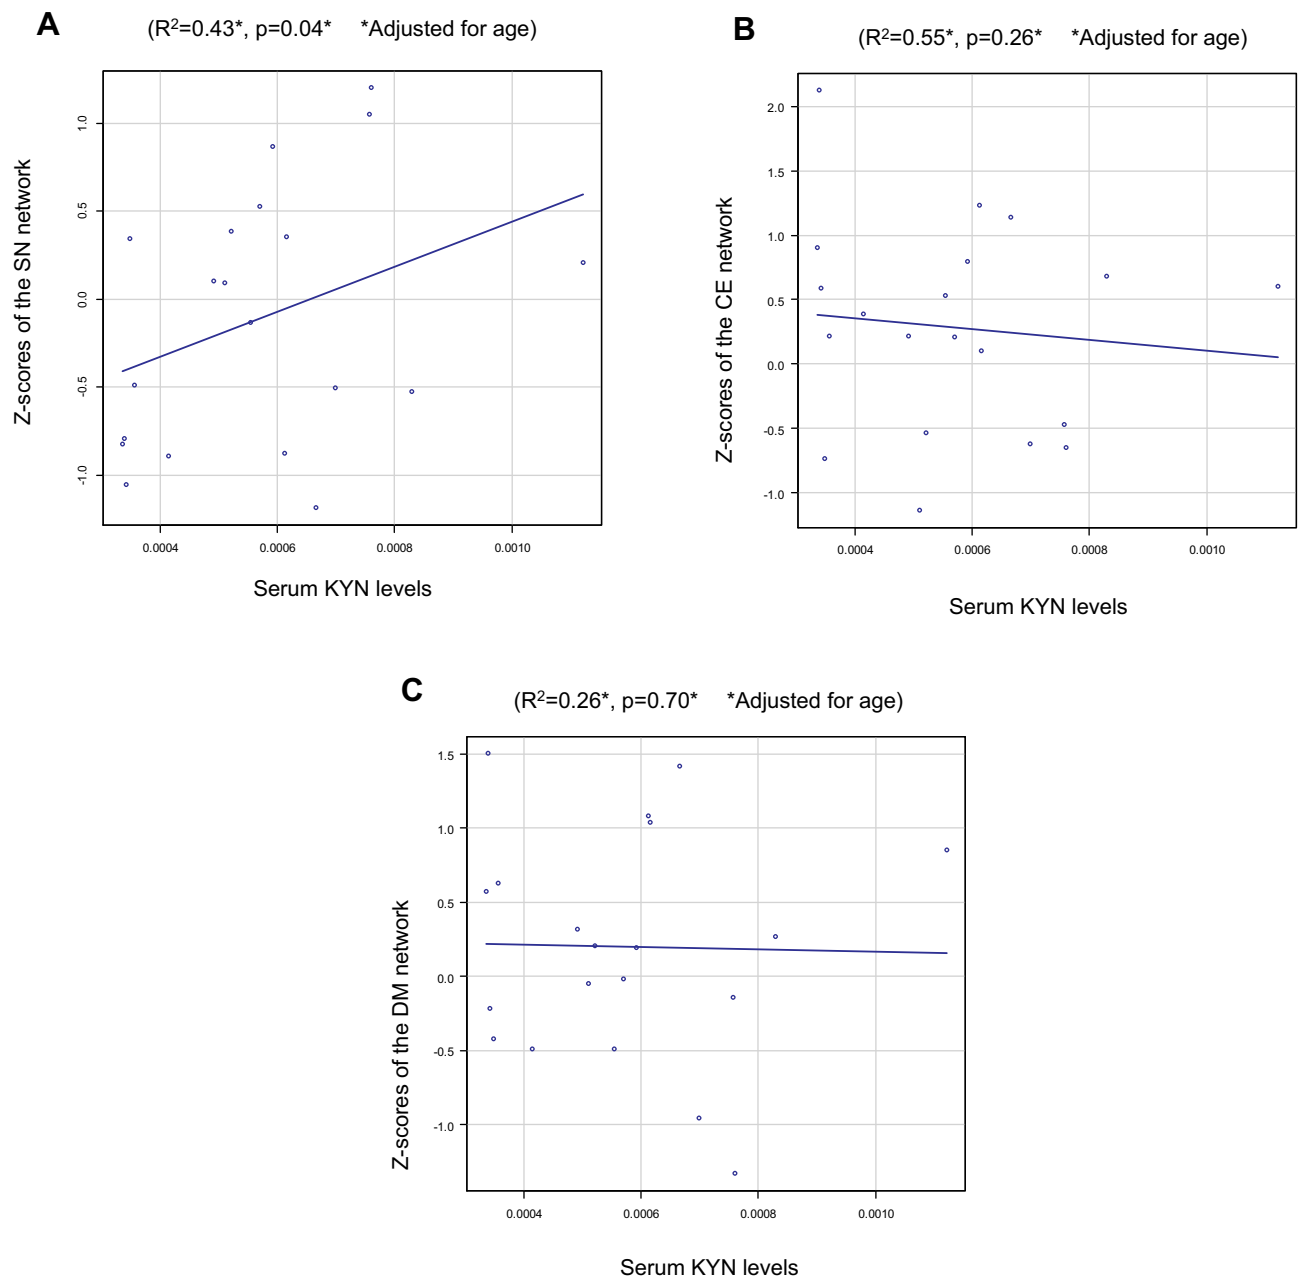 A
(R²=0.43*, p=0.04* *Adjusted for age)
Z-scores of the SN network
1.0
0.5
0.0
-0.5
-1.0
0.0004 0.0006 0.0008 0.0010
Serum KYN levels
B
(R²=0.55*, p=0.26* *Adjusted for age)
Z-scores of the CE network
2.0
1.5
1.0
0.5
0.0
-0.5
-1.0
0.0004 0.0006 0.0008 0.0010
Serum KYN levels
C
(R²=0.26*, p=0.70* *Adjusted for age)
Z-scores of the DM network
1.5
1.0
0.5
0.0
-0.5
-1.0
0.0004 0.0006 0.0008 0.0010
Serum KYN levels